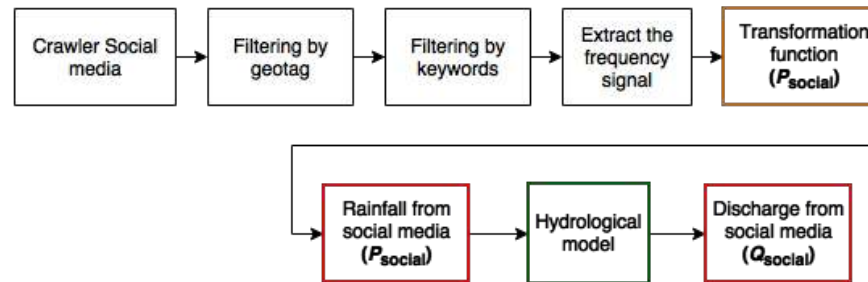 Crawler Social
media
Filtering by
geotag
Filtering by
keywords
Extract the
frequency
signal
Transformation
function
(Psocial)
Rainfall from
social media
(Psocial)
Hydrological
model
Discharge from
social media
(Qsocial)